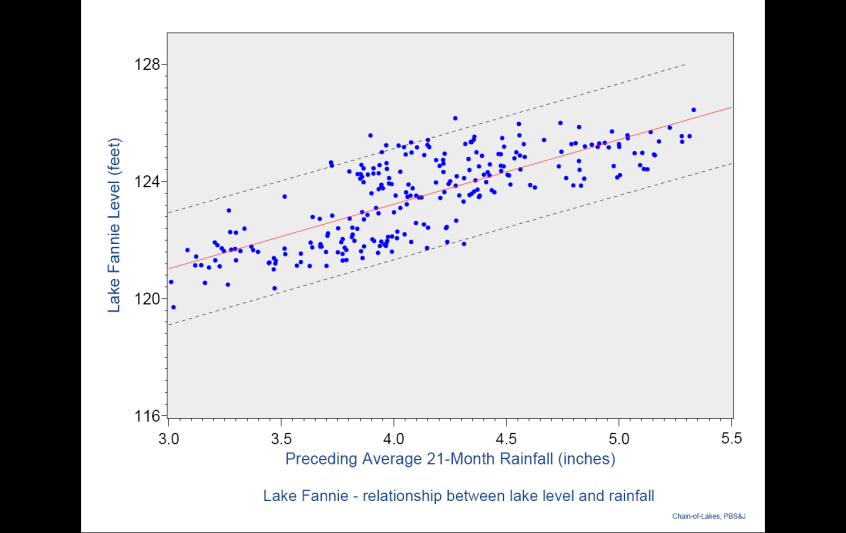 128
124
120
116
Lake Fannie Level (feet)
3.0 3.5 4.0 4.5 5.0 5.5
Preceding Average 21-Month Rainfall (inches)
Lake Fannie - relationship between lake level and rainfall
Chain-of-Lakes, PBS&J